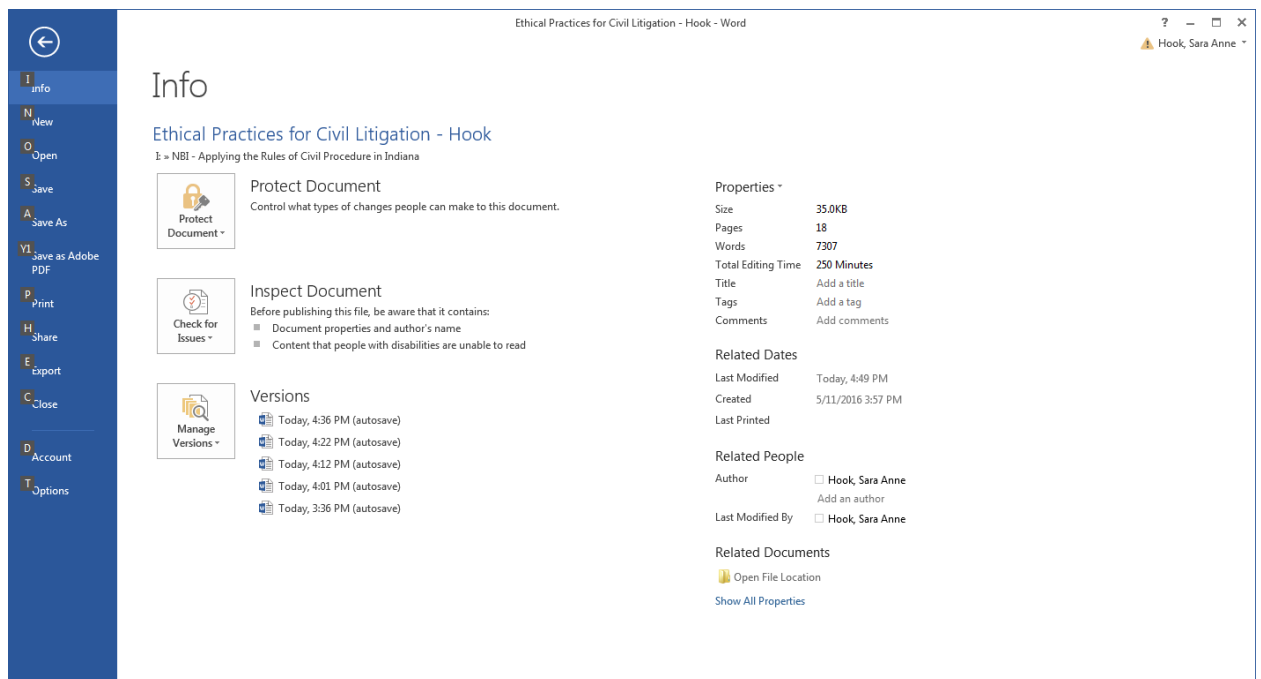 Ethical Practices for Civil Litigation - Hook - Word
?
Hook, Sara Anne
I
Info
N
New
O
Open
S
Save
A
Save As
Y1
Save as Adobe
PDF
P
Print
H
Share
E
Export
C
Close
D
Account
T
Options
Info
Ethical Practices for Civil Litigation - Hook
I: » NBI - Applying the Rules of Civil Procedure in Indiana
Protect
Document
Protect Document
Control what types of changes people can make to this document.
Check for
Issues
Inspect Document
Before publishing this file, be aware that it contains:
Document properties and author's name
Content that people with disabilities are unable to read
Manage
Versions
Versions
Today, 4:36 PM (autosave)
Today, 4:22 PM (autosave)
Today, 4:12 PM (autosave)
Today, 4:01 PM (autosave)
Today, 3:36 PM (autosave)
Properties
Size 35.0KB
Pages 18
Words 7307
Total Editing Time 250 Minutes
Title Add a title
Tags Add a tag
Comments Add comments
Related Dates
Last Modified Today, 4:49 PM
Created 5/11/2016 3:57 PM
Last Printed
Related People
Author Hook, Sara Anne
Add an author
Last Modified By Hook, Sara Anne
Related Documents
Open File Location
Show All Properties